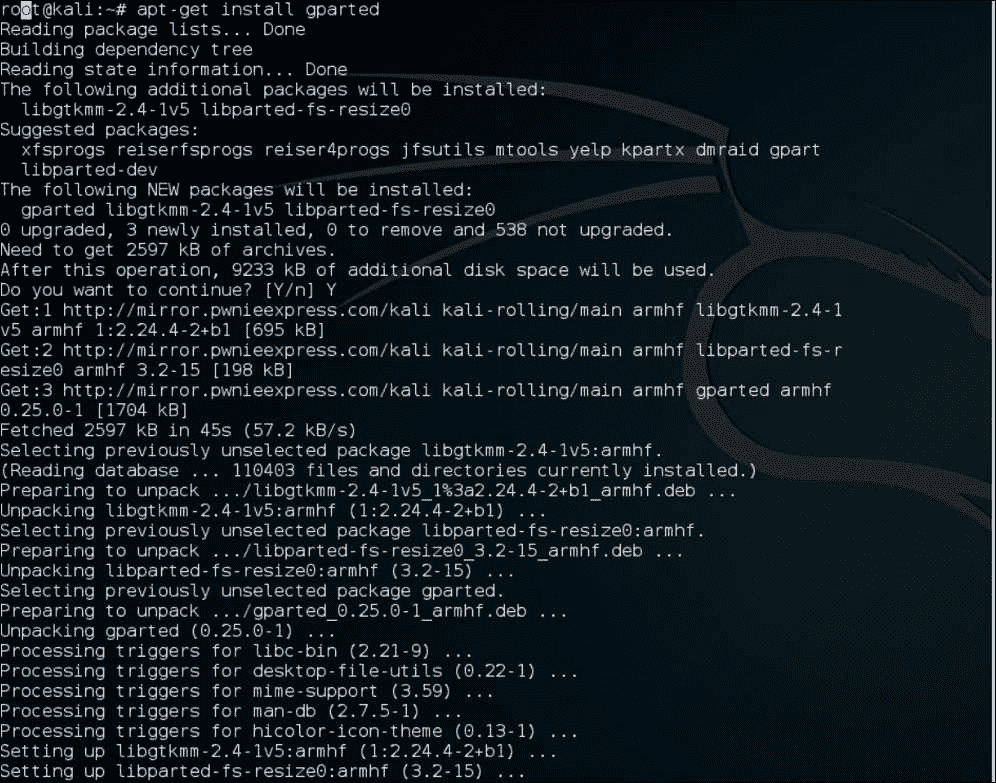 root@kali:~# apt-get install gparted
Reading package lists... Done
Building dependency tree
Reading state information... Done
The following additional packages will be installed:
  libgtkmm-2.4-1v5 libparted-fs-resize0
Suggested packages:
  xfsprogs reiserfsprogs reiser4progs jfsutils mtools yelp kpartx dmraid gpart
  libparted-dev
The following NEW packages will be installed:
  gparted libgtkmm-2.4-1v5 libparted-fs-resize0
0 upgraded, 3 newly installed, 0 to remove and 538 not upgraded.
Need to get 2597 kB of archives.
After this operation, 9233 kB of additional disk space will be used.
Do you want to continue? [Y/n] Y
Get:1 http://mirror.pwnieexpress.com/kali kali-rolling/main armhf libgtkmm-2.4-1
v5 armhf 1:2.24.4-2+b1 [695 kB]
Get:2 http://mirror.pwnieexpress.com/kali kali-rolling/main armhf libparted-fs-r
esize0 armhf 3.2-15 [198 kB]
Get:3 http://mirror.pwnieexpress.com/kali kali-rolling/main armhf gparted armhf
0.25.0-1 [1704 kB]
Fetched 2597 kB in 45s (57.2 kB/s)
Selecting previously unselected package libgtkmm-2.4-1v5:armhf.
(Reading database ... 110403 files and directories currently installed.)
Preparing to unpack .../libgtkmm-2.4-1v5_1%3a2.24.4-2+b1_armhf.deb ...
Unpacking libgtkmm-2.4-1v5:armhf (1:2.24.4-2+b1) ...
Selecting previously unselected package libparted-fs-resize0:armhf.
Preparing to unpack .../libparted-fs-resize0_3.2-15_armhf.deb ...
Unpacking libparted-fs-resize0:armhf (3.2-15) ...
Selecting previously unselected package gparted.
Preparing to unpack .../gparted_0.25.0-1_armhf.deb ...
Unpacking gparted (0.25.0-1) ...
Processing triggers for libc-bin (2.21-9) ...
Processing triggers for desktop-file-utils (0.22-1) ...
Processing triggers for mime-support (3.59) ...
Processing triggers for man-db (2.7.5-1) ...
Processing triggers for hicolor-icon-theme (0.13-1) ...
Setting up libgtkmm-2.4-1v5:armhf (1:2.24.4-2+b1) ...
Setting up libparted-fs-resize0:armhf (3.2-15) ...